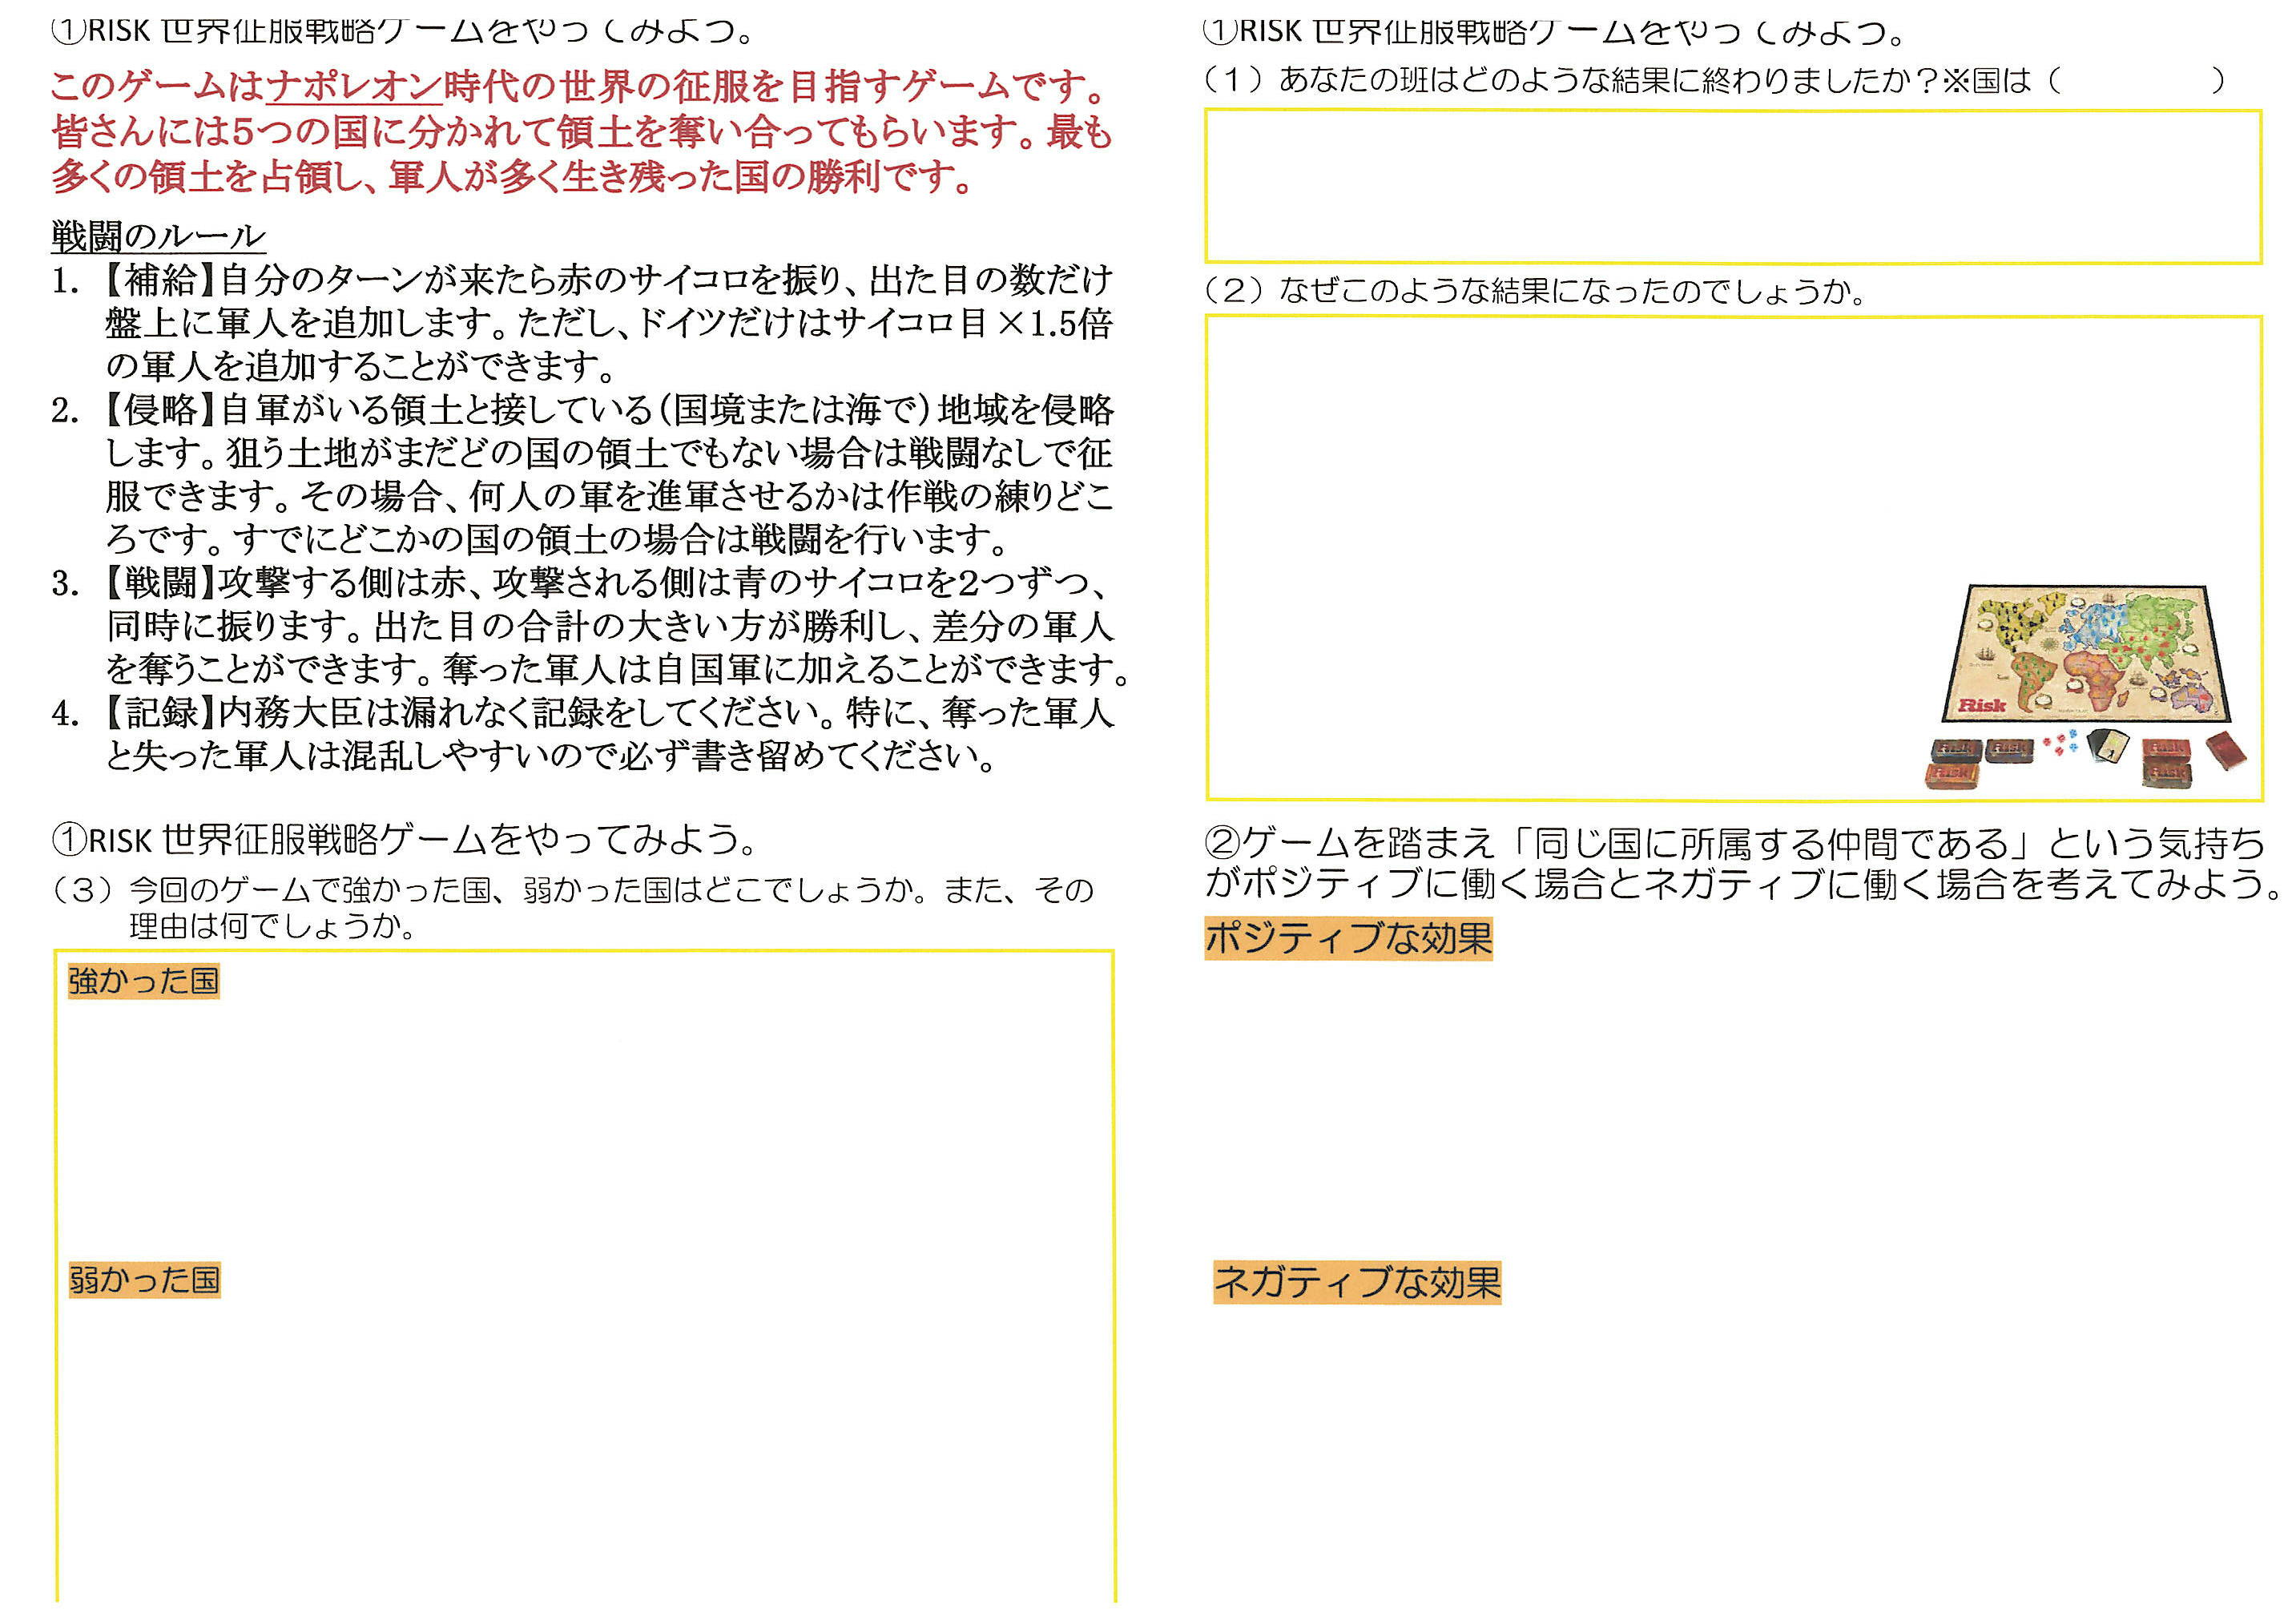 ①RISK 世界征服戦略ゲームをやってみよう。
このゲームはナポレオン時代の世界の征服を目指すゲームです。
皆さんには5つの国に分かれて領土を奪い合ってもらいます。最も
多くの領土を占領し、軍人が多く生き残った国の勝利です。
戦闘のルール
1. 【補給】自分のターンが来たら赤のサイコロを振り、出た目の数だけ
盤上に軍人を追加します。ただし、ドイツだけはサイコロ目×1.5倍
の軍人を追加することができます。
2. 【侵略】自軍がいる領土と接している(国境または海で)地域を侵略
します。狙う土地がまだどの国の領土でもない場合は戦闘なしで征
服できます。その場合、何人の軍を進軍させるかは作戦の練りどこ
ろです。すでにどこかの国の領土の場合は戦闘を行います。
3. 【戦闘】攻撃する側は赤、攻撃される側は青のサイコロを2つずつ、
同時に振ります。出た目の合計の大きい方が勝利し、差分の軍人
を奪うことができます。奪った軍人は自国軍に加えることができます。
4. 【記録】内務大臣は漏れなく記録をしてください。特に、奪った軍人
と失った軍人は混乱しやすいので必ず書き留めてください。
①RISK 世界征服戦略ゲームをやってみよう。
(1)あなたの班はどのような結果に終わりましたか？※国は( )
(2)なぜこのような結果になったのでしょうか。
Risk
Risk
Risk
Risk
Risk
Risk
①RISK 世界征服戦略ゲームをやってみよう。
(3)今回のゲームで強かった国、弱かった国はどこでしょうか。また、その
理由は何でしょうか。
強かった国
弱かった国
②ゲームを踏まえ「同じ国に所属する仲間である」という気持ち
がポジティブに働く場合とネガティブに働く場合を考えてみよう。
ポジティブな効果
ネガティブな効果